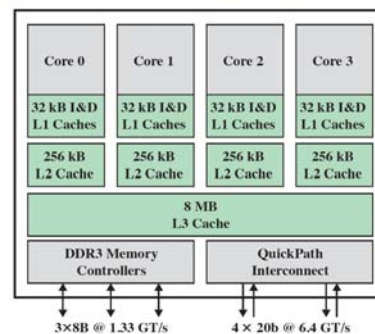 Core 0
Core 1
Core 2
Core 3
32 kB I&D
L1 Caches
32 kB I&D
L1 Caches
32 kB I&D
L1 Caches
32 kB I&D
L1 Caches
256 kB
L2 Cache
256 kB
L2 Cache
256 kB
L2 Cache
256 kB
L2 Cache
8 MB
L3 Cache
DDR3 Memory
Controllers
QuickPath
Interconnect
3×8B @ 1.33 GT/s
4 × 20b @ 6.4 GT/s